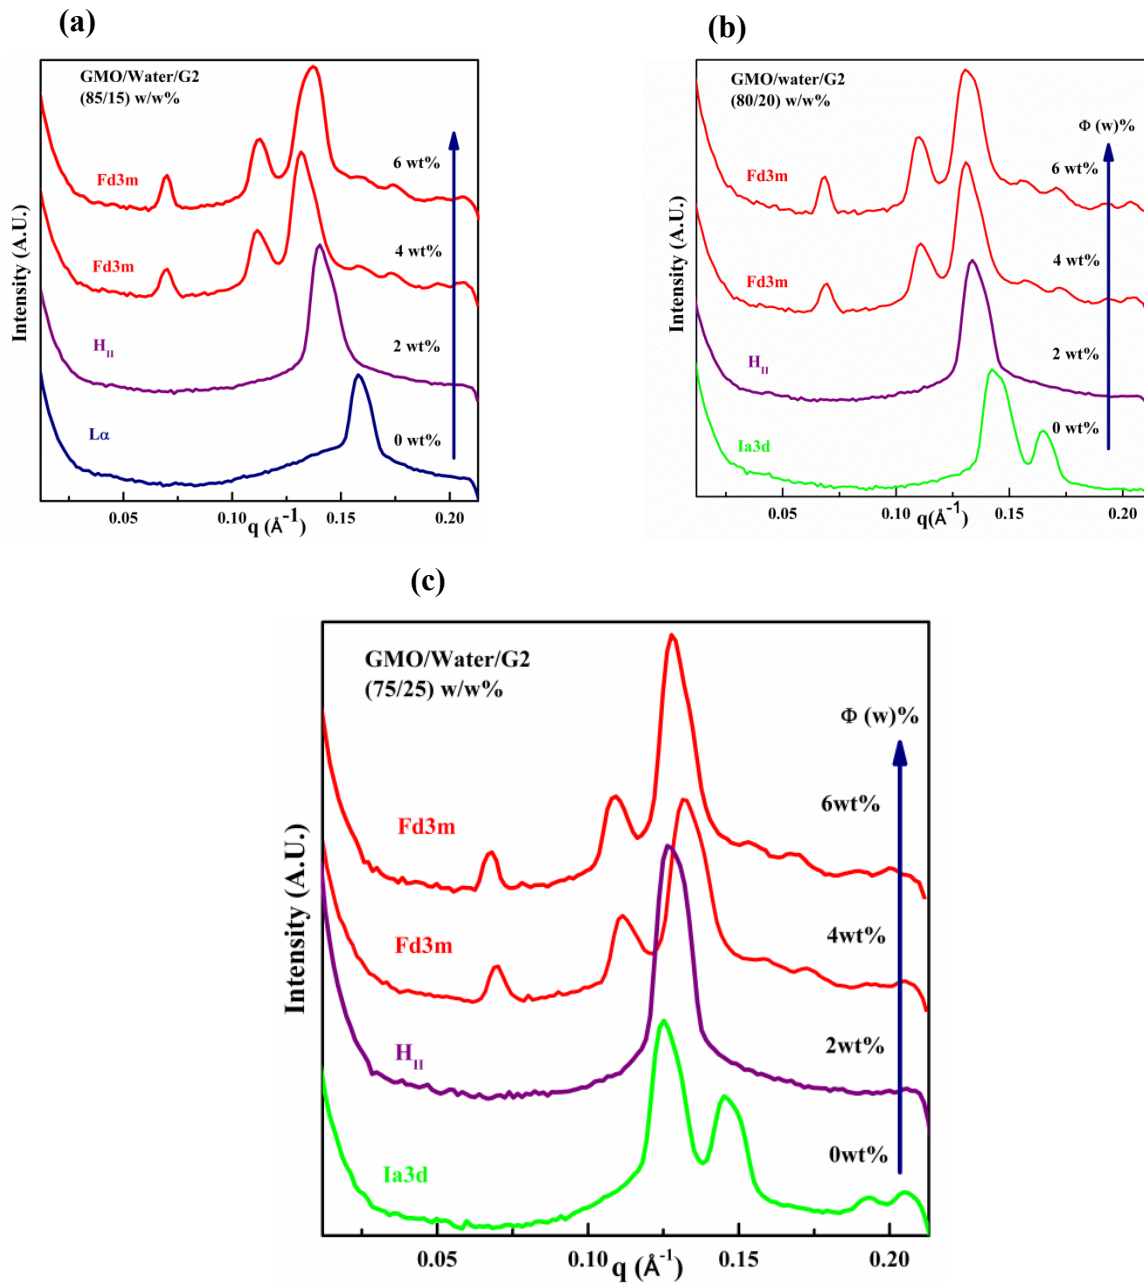 (a)
GMO/Water/G2
(85/15) w/w%
6 wt%
Fd3m
4 wt%
Fd3m
2 wt%
H_II
0 wt%
Lα
Intensity (A.U.)
0.05 0.10 0.15 0.20
q (Å⁻¹)
(b)
GMO/water/G2
(80/20) w/w%
Φ (w)%
6 wt%
Fd3m
4 wt%
Fd3m
2 wt%
H_II
0 wt%
Ia3d
Intensity (A.U.)
0.05 0.10 0.15 0.20
q(Å⁻¹)
(c)
GMO/Water/G2
(75/25) w/w%
Φ (w)%
6wt%
Fd3m
4wt%
Fd3m
2wt%
H_II
0wt%
Ia3d
Intensity (A.U.)
0.05 0.10 0.15 0.20
q (Å⁻¹)